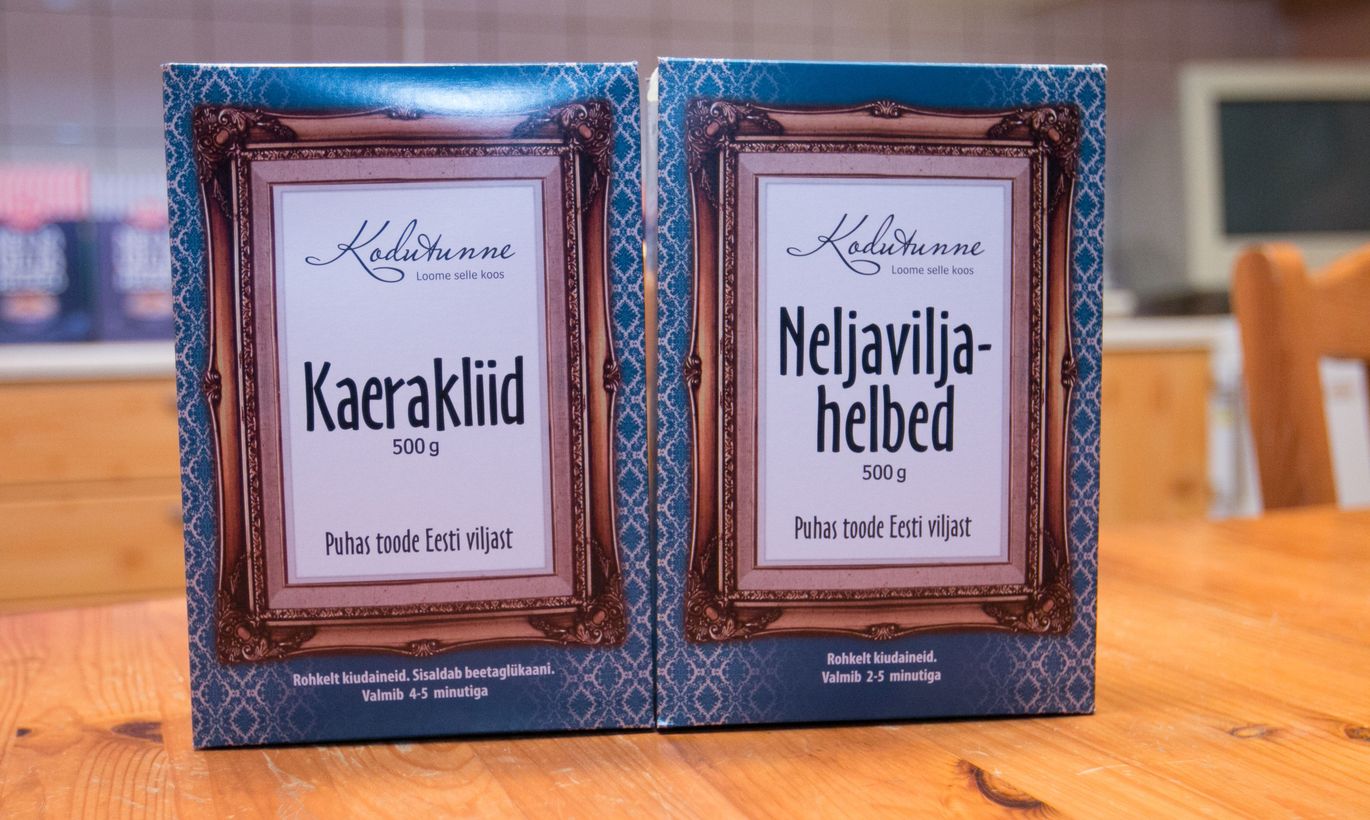 Kodutunne
Loome selle koos
Kaerakliid
500 g
Puhas toode Eesti viljast
Rohkelt kiudaineid. Sisaldab beetaglükaani.
Valmib 4-5 minutiga
Kodutunne
Loome selle koos
Neljavilja-
helbed
500 g
Puhas toode Eesti viljast
Rohkelt kiudaineid.
Valmib 2-5 minutiga